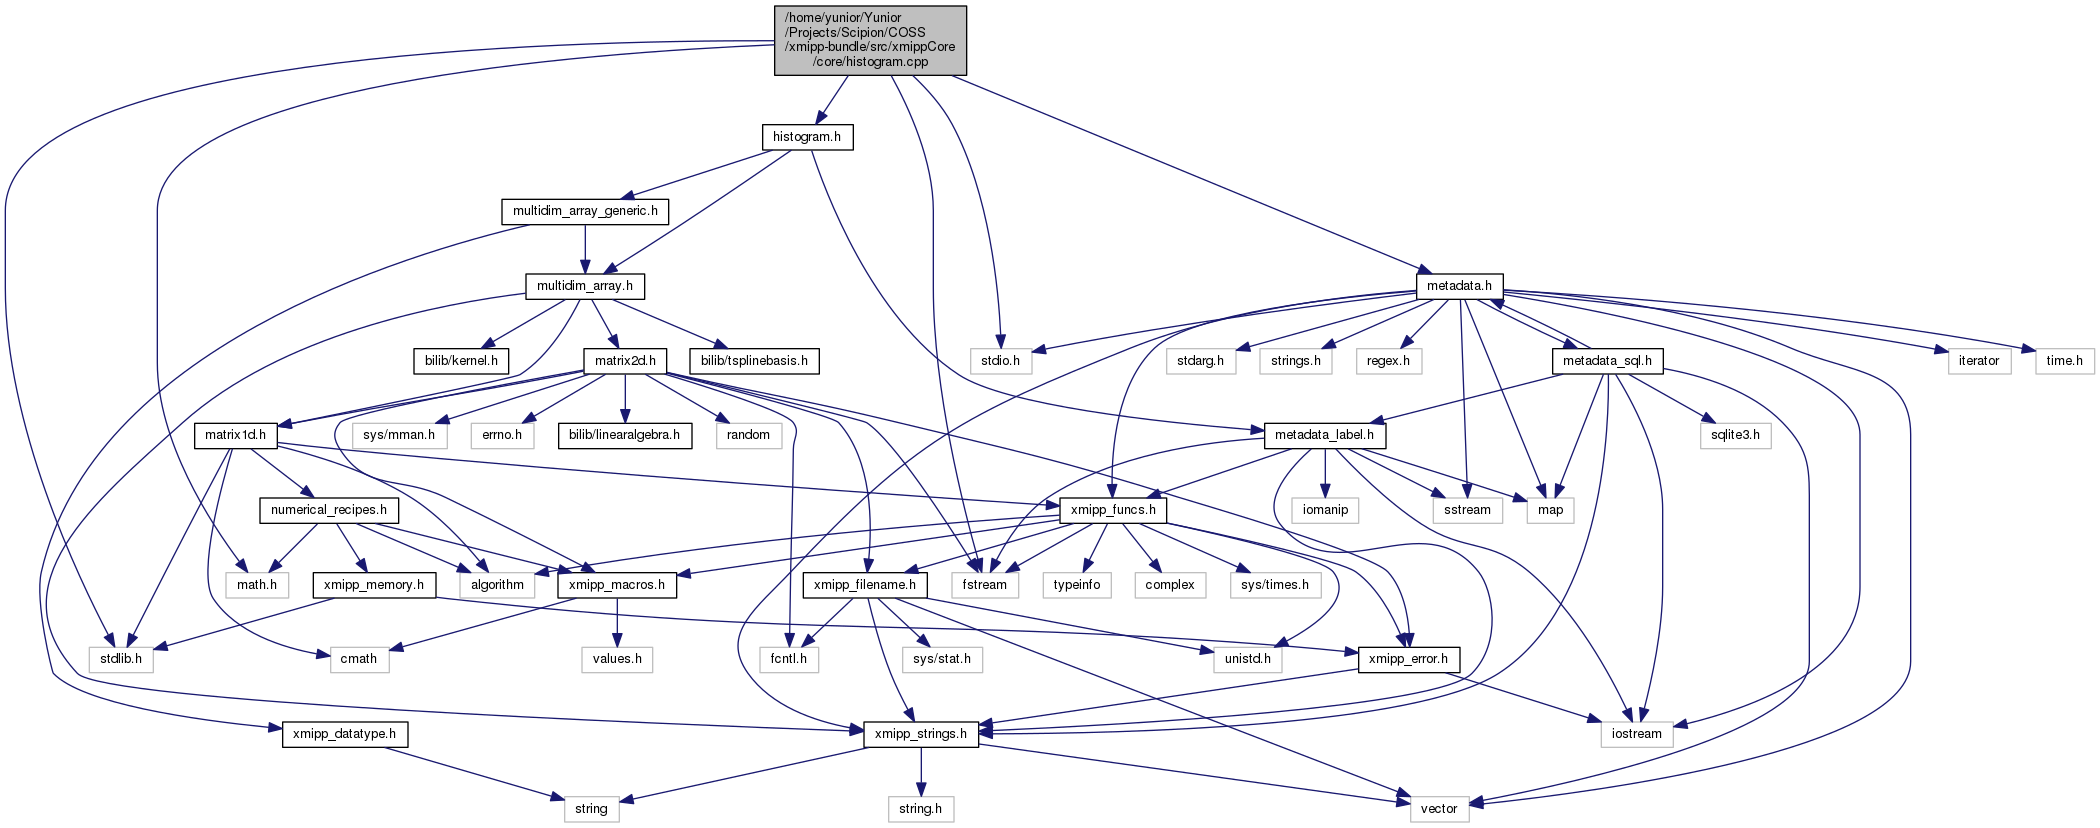 /home/yunior/Yunior
/Projects/Scipion/COSS
/xmipp-bundle/src/xmippCore
/core/histogram.cpp
histogram.h
multidim_array_generic.h
multidim_array.h
metadata.h
bilib/kernel.h
matrix2d.h
bilib/tsplinebasis.h
stdio.h
stdarg.h
strings.h
regex.h
metadata_sql.h
iterator
time.h
matrix1d.h
sys/mman.h
errno.h
bilib/linearalgebra.h
random
metadata_label.h
sqlite3.h
numerical_recipes.h
xmipp_funcs.h
iomanip
sstream
map
math.h
xmipp_memory.h
algorithm
xmipp_macros.h
xmipp_filename.h
fstream
typeinfo
complex
sys/times.h
stdlib.h
cmath
values.h
fcntl.h
sys/stat.h
unistd.h
xmipp_error.h
xmipp_datatype.h
xmipp_strings.h
iostream
string
string.h
vector